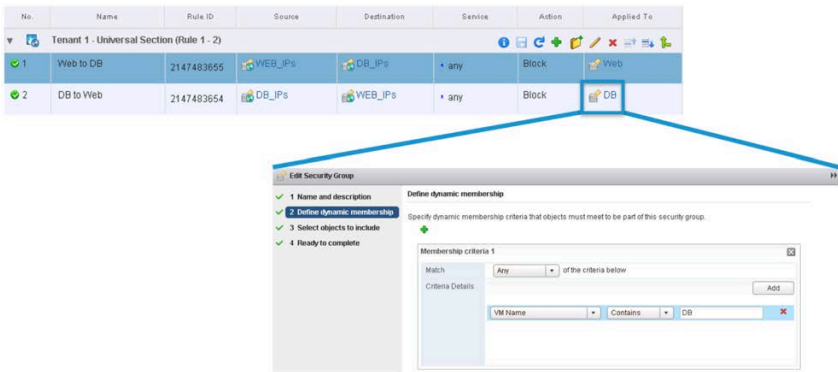 No. Name Rule ID Source Destination Service Action Applied To
Tenant 1 - Universal Section (Rule 1 - 2)
1 Web to DB 2147483655 WEB_IPs DB_IPs any Block Web
2 DB to Web 2147483654 DB_IPs WEB_IPs any Block DB
Edit Security Group
1 Name and description
2 Define dynamic membership
3 Select objects to include
4 Ready to complete
Define dynamic membership
Specify dynamic membership criteria that objects must meet to be part of this security group.
Membership criteria 1
Match Any of the criteria below
Criteria Details Add
VM Name Contains DB